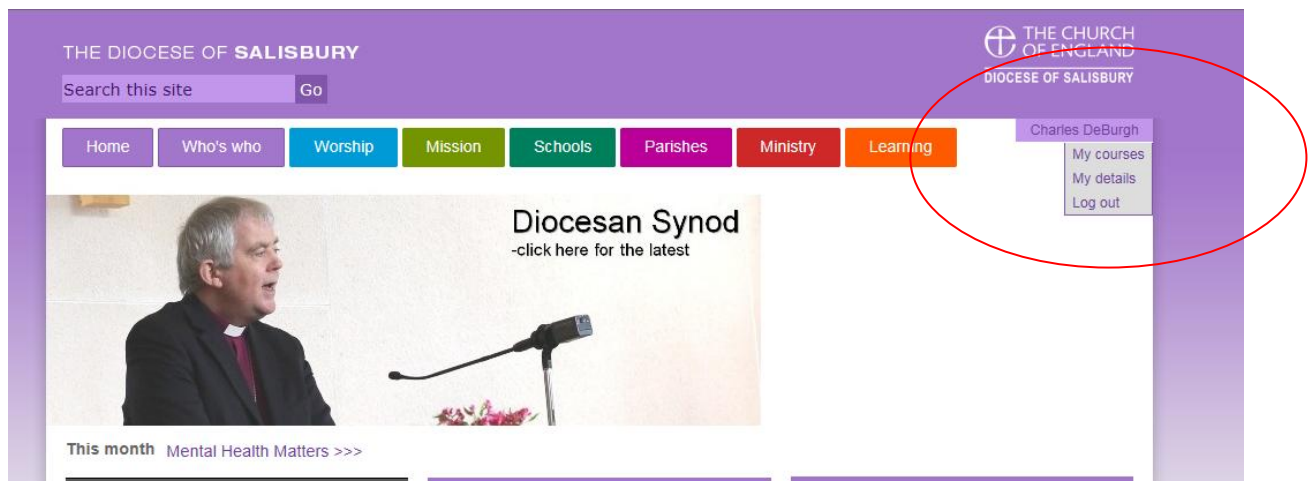 THE DIOCESE OF SALISBURY
THE CHURCH
OF ENGLAND
DIOCESE OF SALISBURY
Search this site Go
Charles DeBurgh
Home Who's who Worship Mission Schools Parishes Ministry Learning
My courses
My details
Log out
Diocesan Synod
-click here for the latest
This month Mental Health Matters >>>